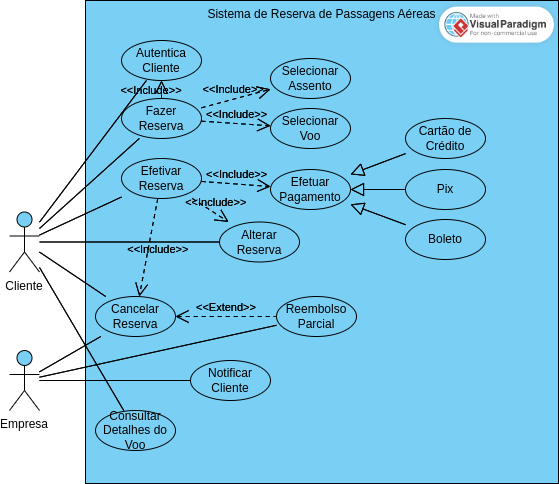 Sistema de Reserva de Passagens Aéreas
Made with
VisualParadigm
For non-commercial use
Autentica
Cliente
<<Include>>
Fazer
Reserva
<<Include>>
Selecionar
Assento
<<Include>>
Selecionar
Voo
Cartão de
Crédito
Efetivar
Reserva
<<Include>>
Efetuar
Pagamento
Pix
<<Include>>
Alterar
Reserva
Boleto
<<Include>>
Cliente
Cancelar
Reserva
<<Extend>>
Reembolso
Parcial
Notificar
Cliente
Empresa
Consultar
Detalhes do
Voo